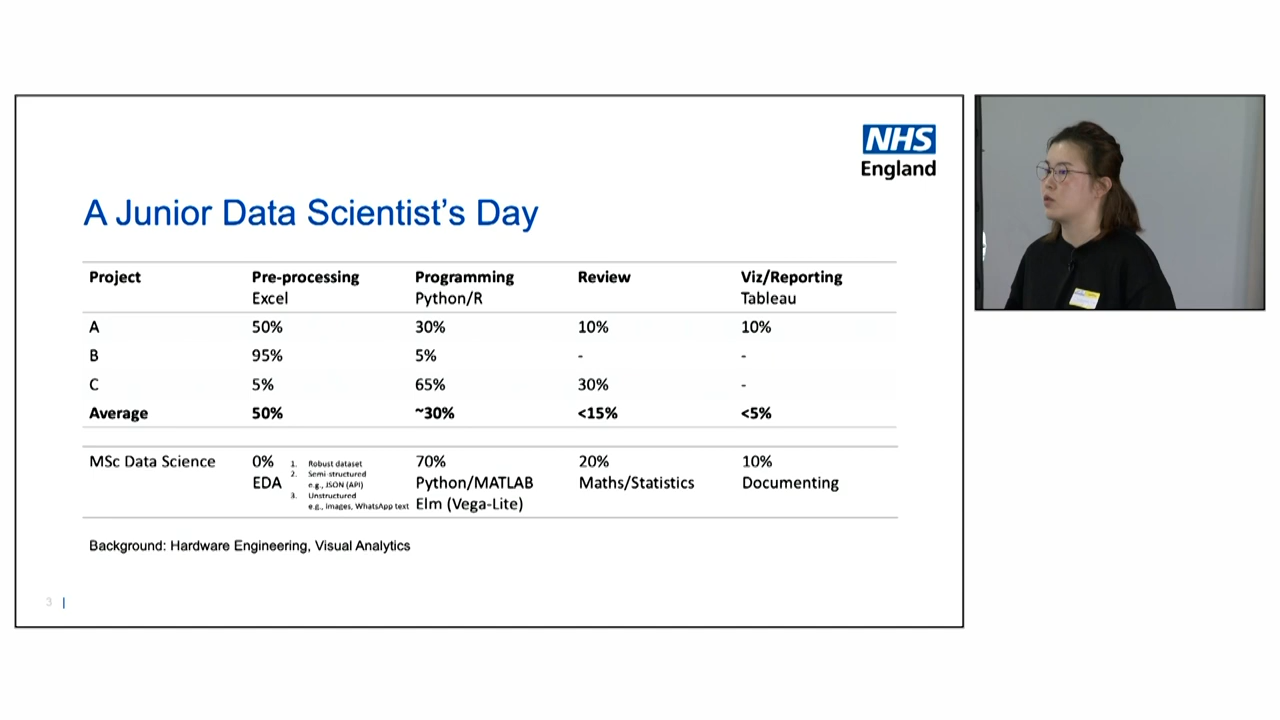 NHS
England
A Junior Data Scientist's Day
Project Pre-processing Programming Review Viz/Reporting
Excel Python/R Tableau
A 50% 30% 10% 10%
B 95% 5% - -
C 5% 65% 30% -
Average 50% ~30% <15% <5%
MSc Data Science 0% 70% 20% 10%
EDA Python/MATLAB Maths/Statistics Documenting
Elm (Vega-Lite)
1. Robust dataset
2. Semi-structured
e.g., JSON (API)
3. Unstructured
e.g., Images, WhatsApp text
Background: Hardware Engineering, Visual Analytics
3 |